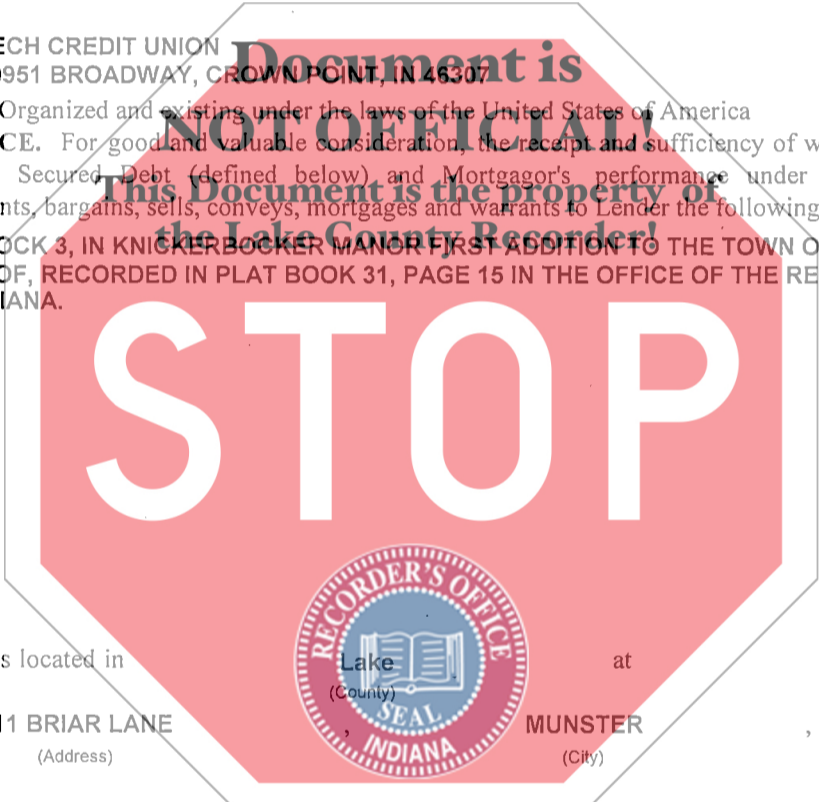 ECH CREDIT UNION
Document is
951 BROADWAY, CROWN POINT, IN 46307
Organized and existing under the laws of the United States of America
NOT OFFICIAL!
CE. For good and valuable consideration, the receipt and sufficiency of w
Secured Debt (defined below) and Mortgagor's performance under
This Document is the property of
nts, bargains, sells, conveys, mortgages and warrants to Lender the following
the Lake County Recorder!
OCK 3, IN KNICKERBOCKER MANOR FIRST ADDITION TO THE TOWN O
OF, RECORDED IN PLAT BOOK 31, PAGE 15 IN THE OFFICE OF THE RE
IANA.
STOP
RECORDER'S OFFICE
s located in Lake at
(County)
SEAL
1 BRIAR LANE , MUNSTER ,
INDIANA
(Address) (City)